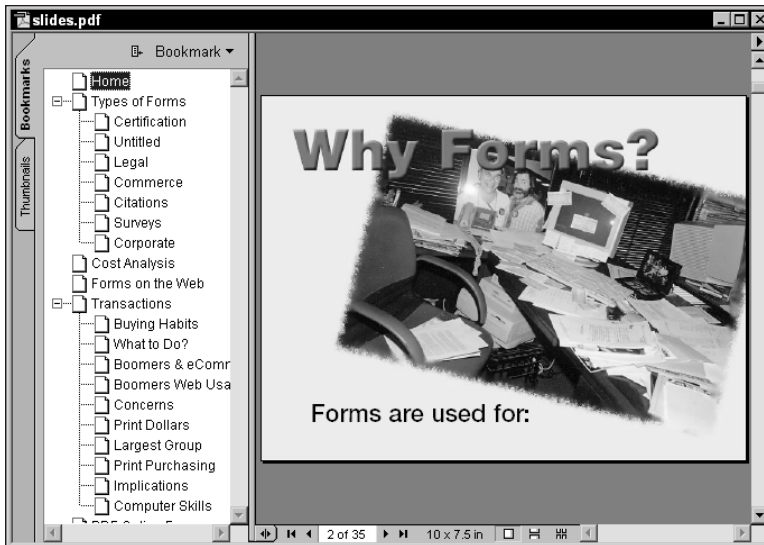 slides.pdf
Bookmark
Bookmarks
Thumbnails
Home
Types of Forms
Certification
Untitled
Legal
Commerce
Citations
Surveys
Corporate
Cost Analysis
Forms on the Web
Transactions
Buying Habits
What to Do?
Boomers & eComm
Boomers Web Usa
Concerns
Print Dollars
Largest Group
Print Purchasing
Implications
Computer Skills
Why Forms?
Forms are used for:
2 of 35
10 x 7.5 in